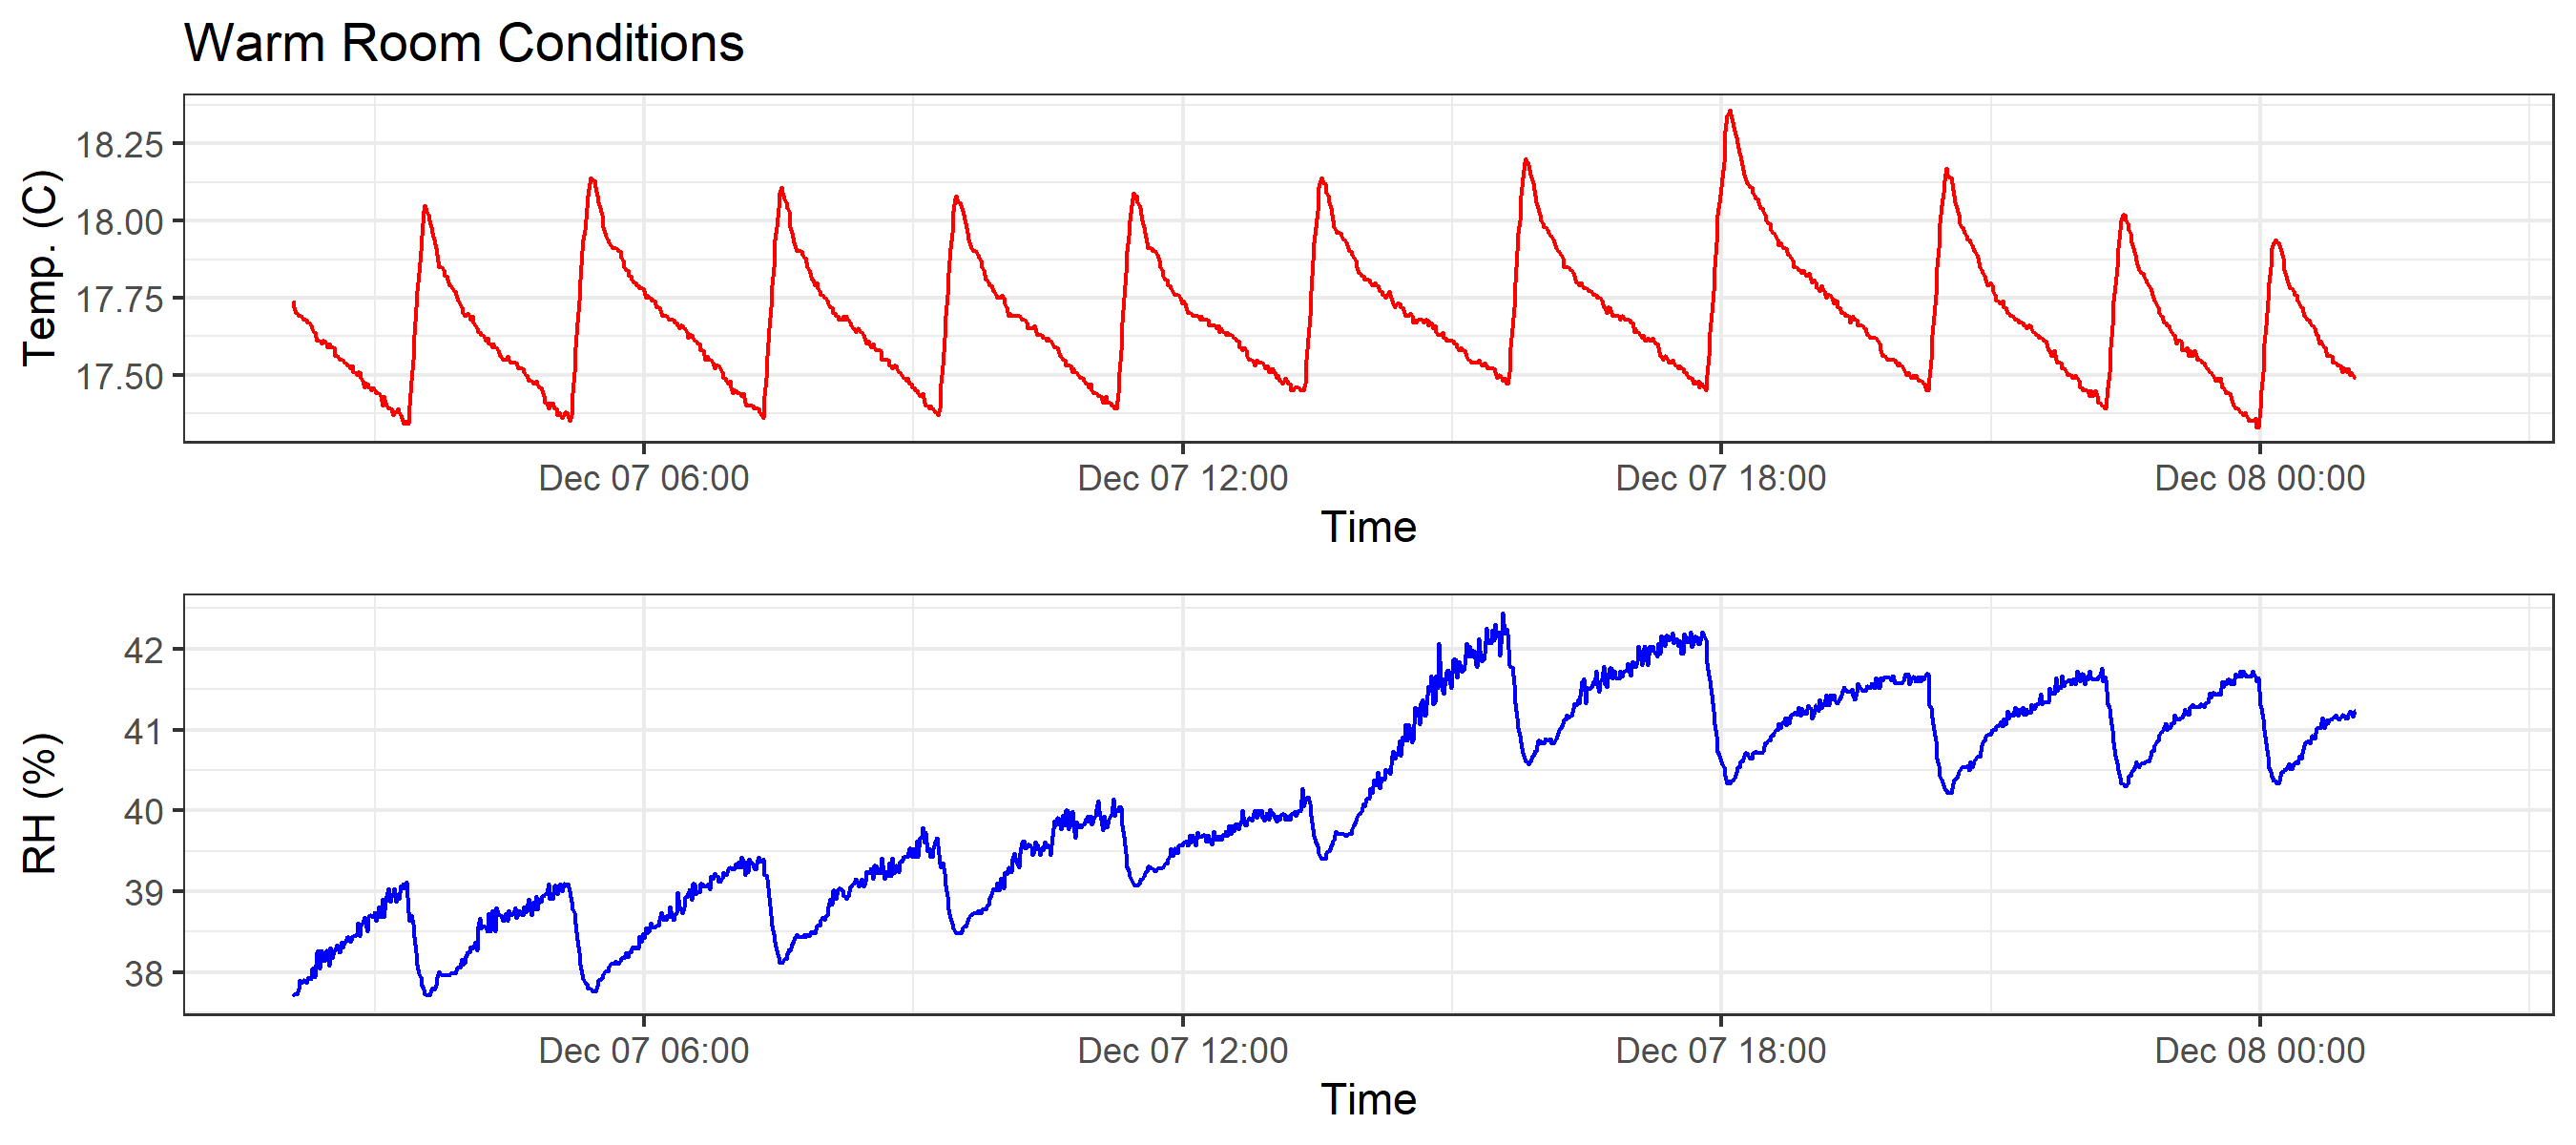 Warm Room Conditions
Temp. (C)
18.25
18.00
17.75
17.50
Dec 07 06:00 Dec 07 12:00 Dec 07 18:00 Dec 08 00:00
Time
RH (%)
42
41
40
39
38
Dec 07 06:00 Dec 07 12:00 Dec 07 18:00 Dec 08 00:00
Time